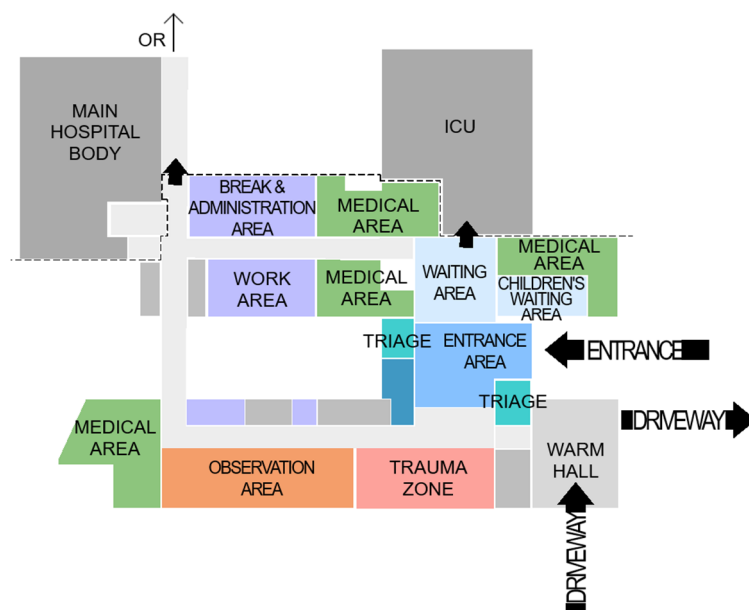 OR
MAIN
HOSPITAL
BODY
ICU
BREAK &
ADMINISTRATION
AREA
MEDICAL
AREA
WORK
AREA
MEDICAL
AREA
WAITING
AREA
MEDICAL
AREA
CHILDREN'S
WAITING
AREA
TRIAGE
ENTRANCE
AREA
ENTRANCE
TRIAGE
MEDICAL
AREA
OBSERVATION
AREA
TRAUMA
ZONE
WARM
HALL
DRIVEWAY
DRIVEWAY